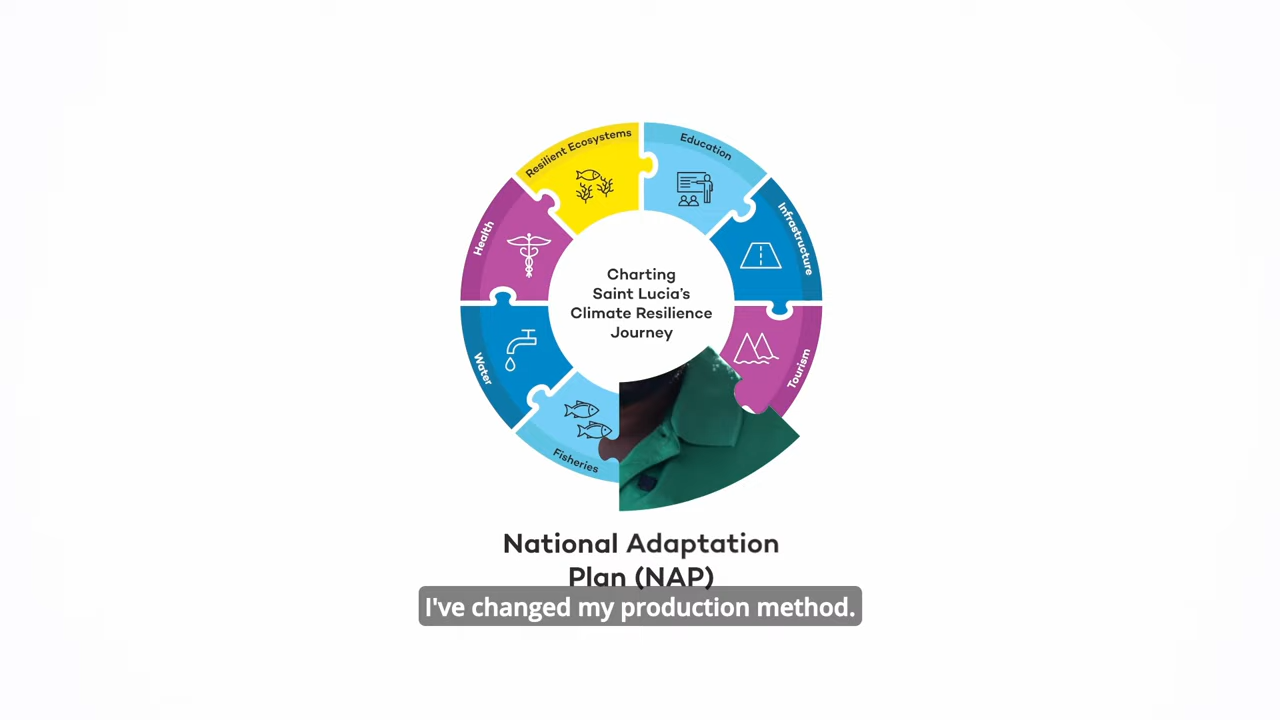 Resilient Ecosystems
Education
Health
Infrastructure
Charting
Saint Lucia's
Climate Resilience
Journey
Water
Tourism
Fisheries
National Adaptation
Plan (NAP)
I've changed my production method.